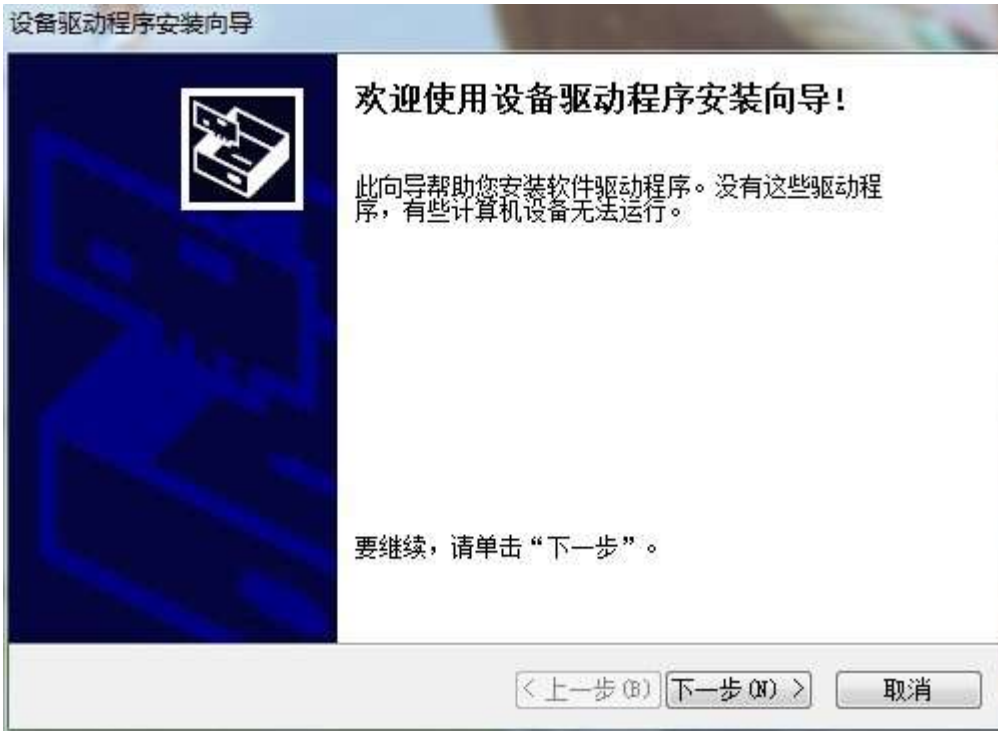 设备驱动程序安装向导
欢迎使用设备驱动程序安装向导!
此向导帮助您安装软件驱动程序。没有这些驱动程
序，有些计算机设备无法运行。
要继续，请单击“下一步”。
< 上一步(B) 下一步(N) > 取消